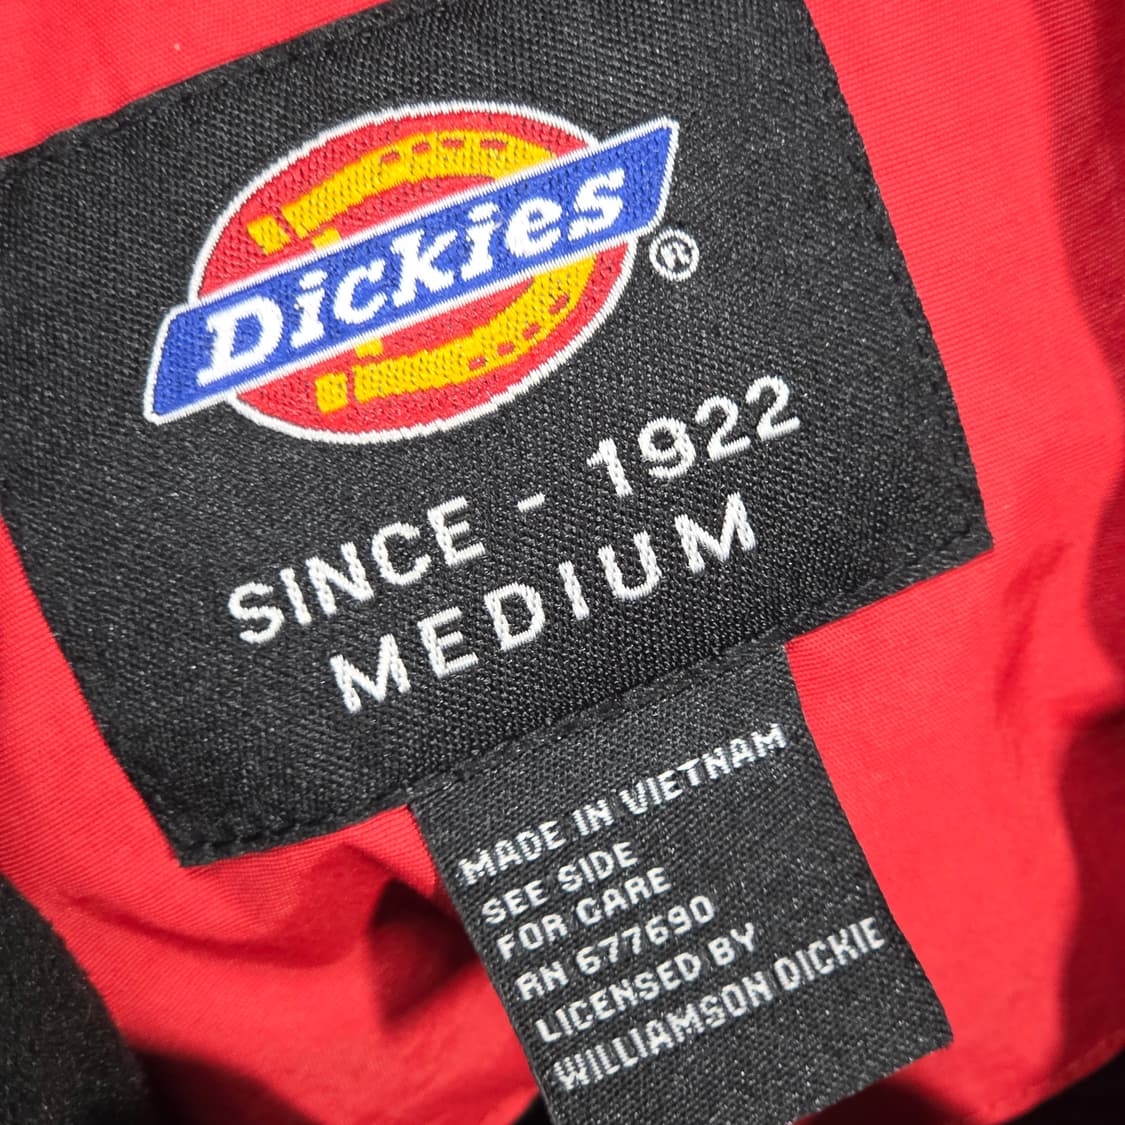 Dickies®
SINCE - 1922
MEDIUM
MADE IN VIETNAM
SEE SIDE
FOR CARE
RN 677690
LICENSED BY
WILLIAMSON DICKIE